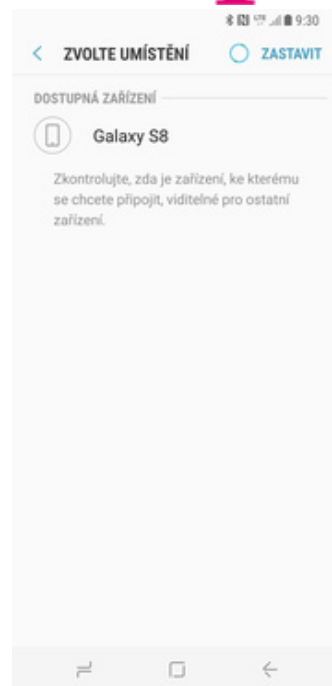 9:30
ZVOLTE UMÍSTĚNÍ
ZASTAVIT
DOSTUPNÁ ZAŘÍZENÍ
Galaxy S8
Zkontrolujte, zda je zařízení, ke kterému
se chcete připojit, viditelné pro ostatní
zařízení.